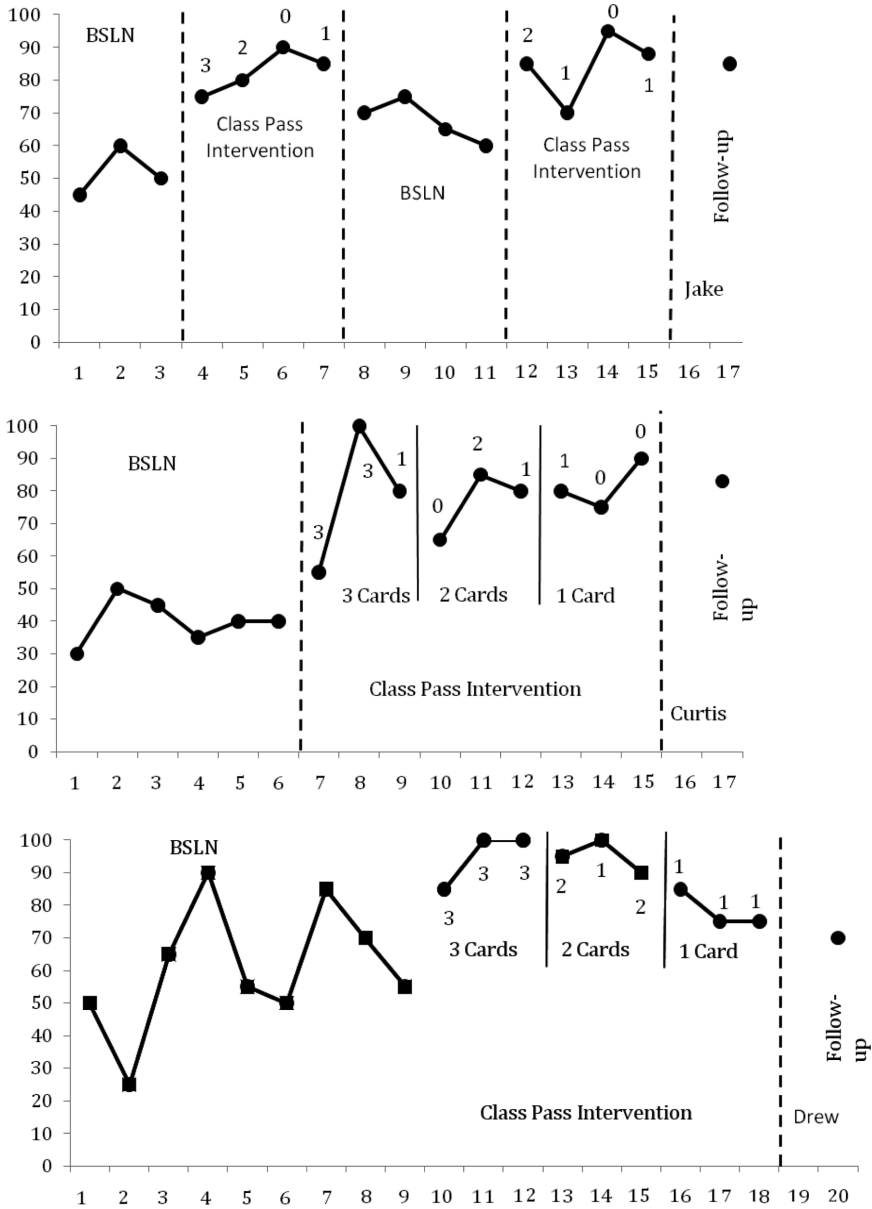 100
90
80
70
60
50
40
30
20
10
0
BSLN
3
2
0
1
Class Pass
Intervention
BSLN
2
1
0
1
Class Pass
Intervention
Follow-up
Jake
1 2 3 4 5 6 7 8 9 10 11 12 13 14 15 16 17
100
90
80
70
60
50
40
30
20
10
0
BSLN
3
3
1
0
2
1
1
0
0
3 Cards 2 Cards 1 Card
Class Pass Intervention
Follow-
up
Curtis
1 2 3 4 5 6 7 8 9 10 11 12 13 14 15 16 17
100
90
80
70
60
50
40
30
20
10
0
BSLN
3
3
3
2
1
2
1
1
1
3 Cards 2 Cards 1 Card
Class Pass Intervention
Follow-
up
Drew
1 2 3 4 5 6 7 8 9 10 11 12 13 14 15 16 17 18 19 20